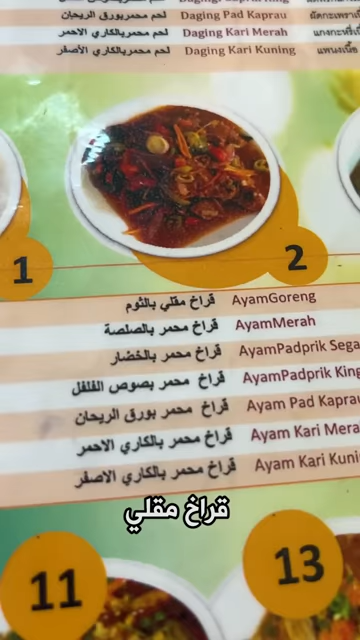 لحم محمربورق الريحان Daging Pad Kaprau
لحم محمربالكاري الاحمر Daging Kari Merah
لحم محمربالكاري الأصفر Daging Kari Kuning
1
2
قراخ مقلي بالثوم AyamGoreng
قراخ محمر بالصلصة AyamMerah
قراخ محمر بالخضار AyamPadprik Sega
قراخ محمر بصوص الفلفل AyamPadprik King
قراخ محمر بورق الريحان Ayam Pad Kaprau
قراخ محمر بالكاري الاحمر Ayam Kari Mera
قراخ محمر بالكاري الاصفر Ayam Kari Kuni
قراخ مقلي
11
13